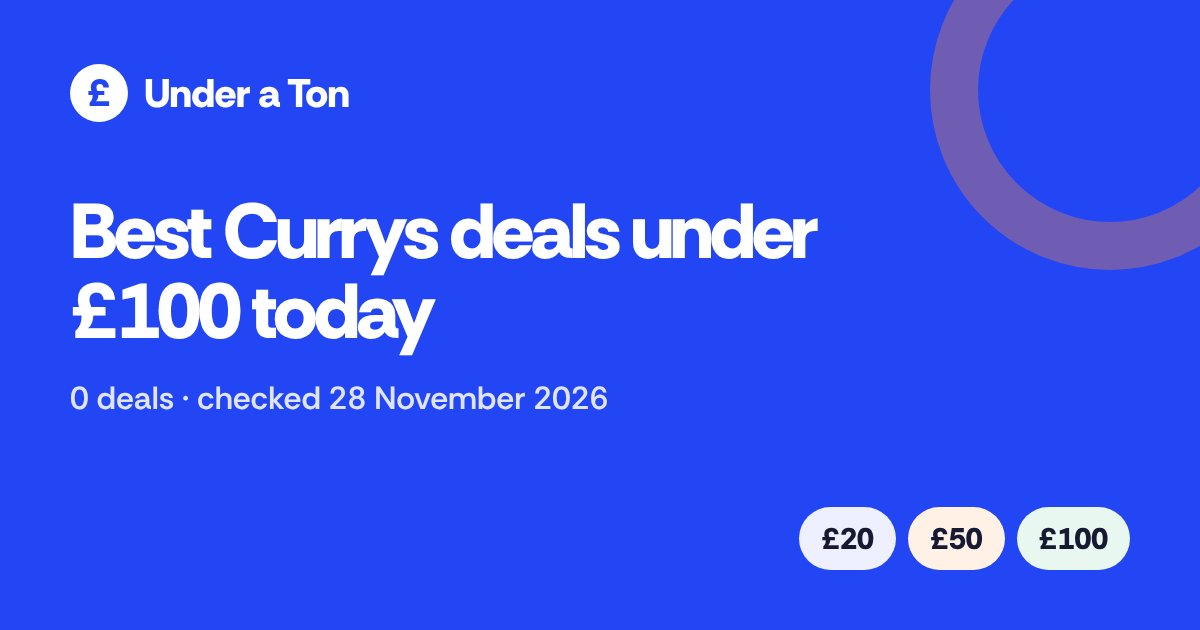 £ Under a Ton
Best Currys deals under
£100 today
0 deals · checked 28 November 2026
£20 £50 £100